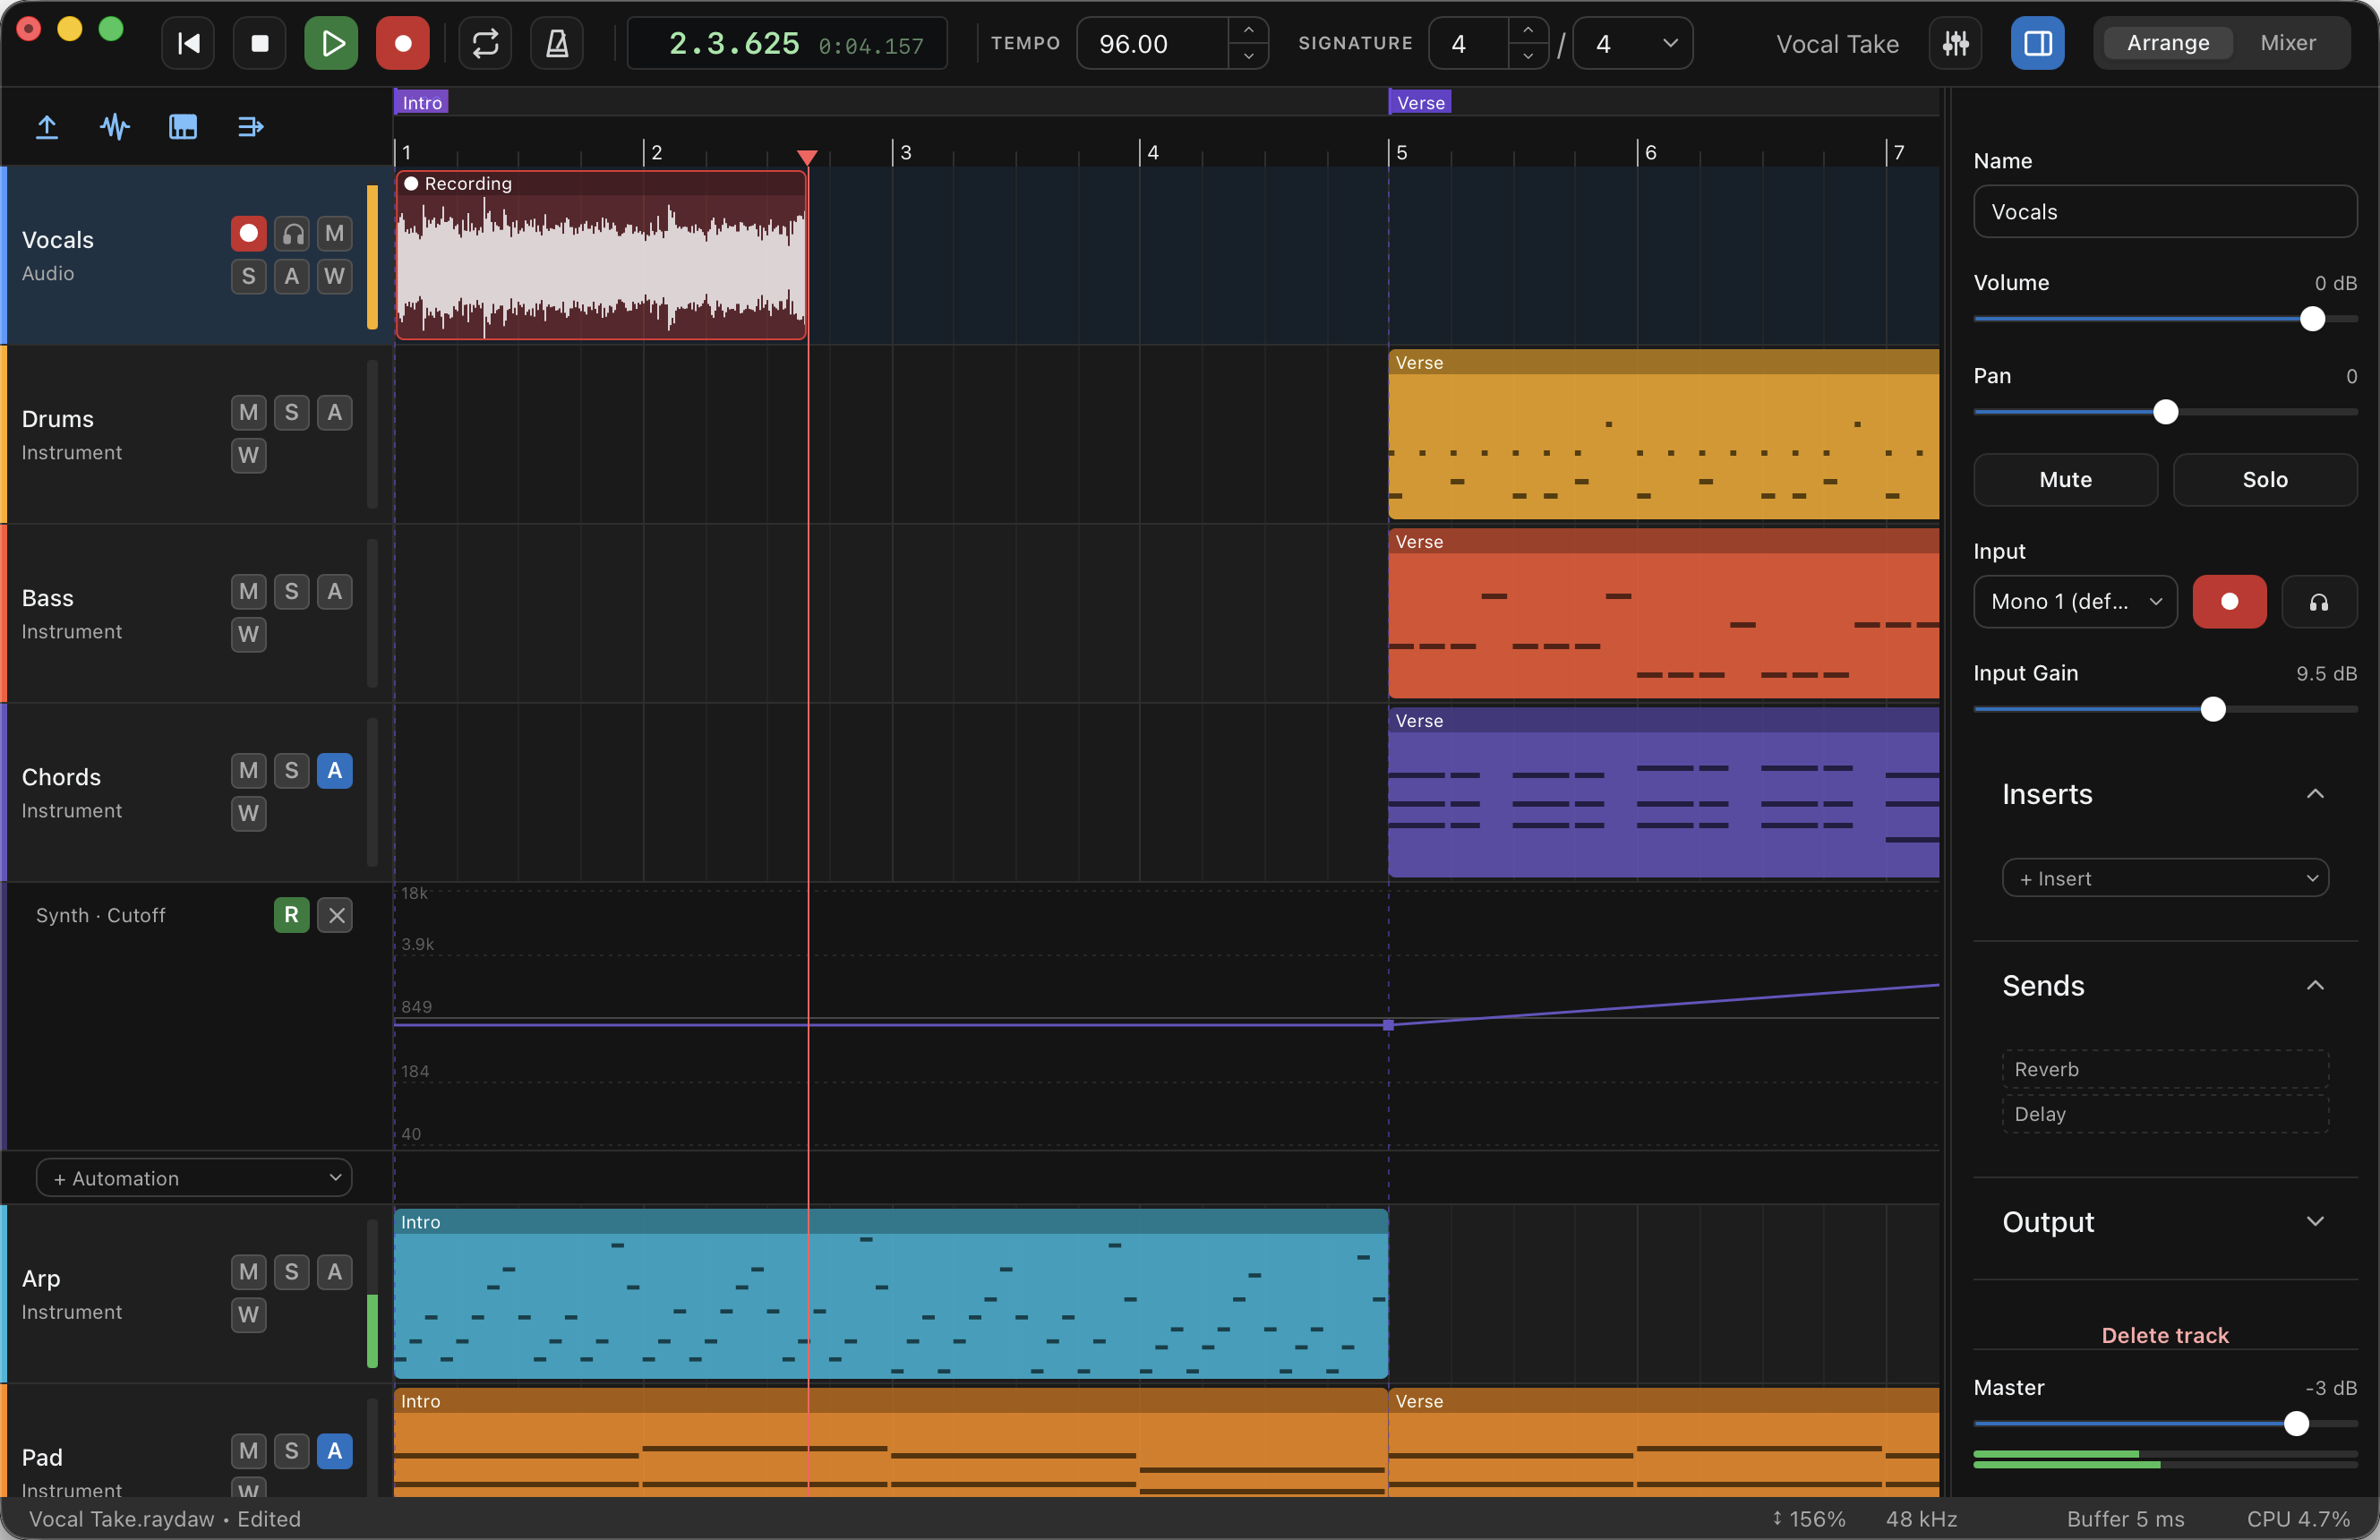 2.3.625 0:04.157 TEMPO 96.00 SIGNATURE 4 / 4 Vocal Take Arrange Mixer
Intro Verse
1 2 3 4 5 6 7
Vocals
Audio
M
S A W
Recording
Drums
Instrument
M S A
W
Verse
Bass
Instrument
M S A
W
Verse
Chords
Instrument
M S A
W
Verse
Synth · Cutoff
R
18k
3.9k
849
184
40
+ Automation
Arp
Instrument
M S A
W
Intro
Pad
Instrument
M S A
W
Intro Verse
Name
Vocals
Volume 0 dB
Pan 0
Mute Solo
Input
Mono 1 (def...
Input Gain 9.5 dB
Inserts
+ Insert
Sends
Reverb
Delay
Output
Delete track
Master -3 dB
Vocal Take.raydaw • Edited 156% 48 kHz Buffer 5 ms CPU 4.7%